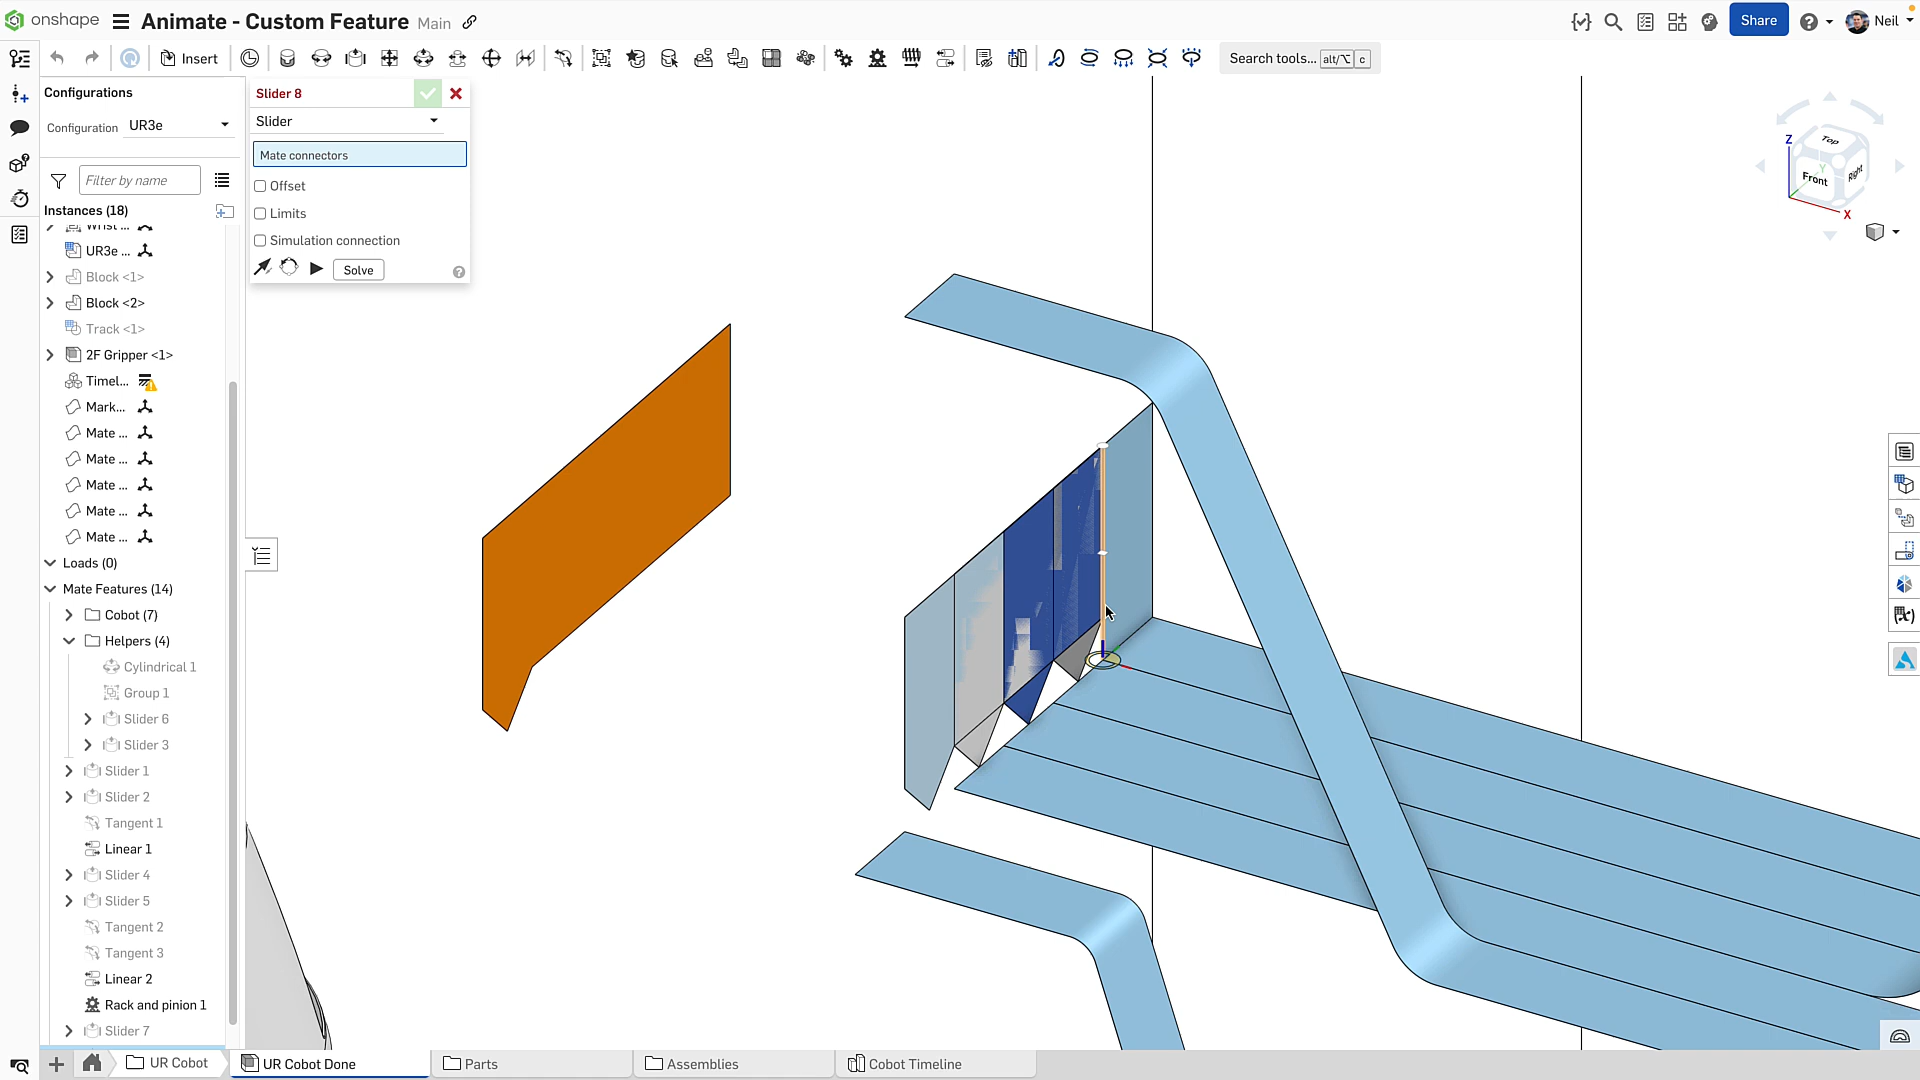 onshape
Animate - Custom Feature Main
Share
Neil
Insert
Search tools... alt/⌥ c
Configurations
Configuration UR3e
Filter by name
Instances (18)
Wrist ...
UR3e ...
Block <1>
Block <2>
Track <1>
2F Gripper <1>
Timel...
Mark...
Mate ...
Mate ...
Mate ...
Mate ...
Mate ...
Loads (0)
Mate Features (14)
Cobot (7)
Helpers (4)
Cylindrical 1
Group 1
Slider 6
Slider 3
Slider 1
Slider 2
Tangent 1
Linear 1
Slider 4
Slider 5
Tangent 2
Tangent 3
Linear 2
Rack and pinion 1
Slider 7
Slider 8
Slider
Mate connectors
Offset
Limits
Simulation connection
Solve
Z
Top
Y
Front
Right
X
UR Cobot
UR Cobot Done
Parts
Assemblies
Cobot Timeline